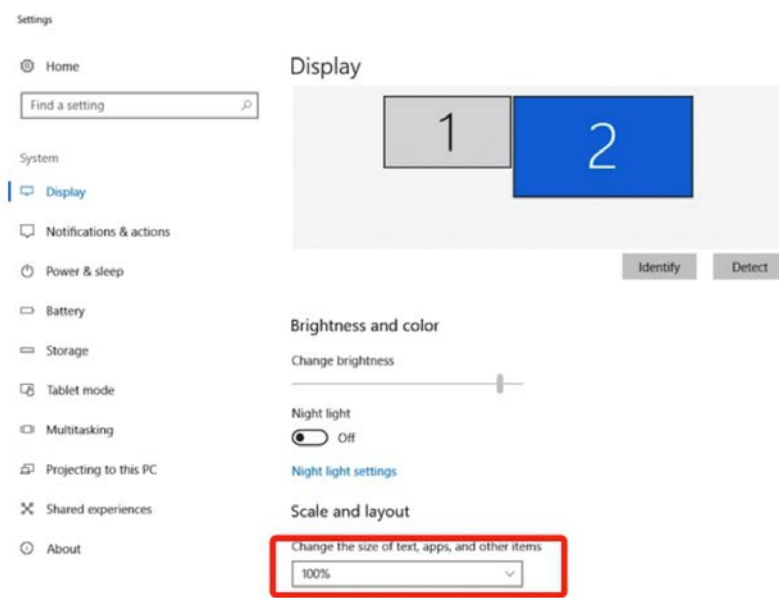 Settings
Home
Find a setting
System
Display
Notifications & actions
Power & sleep
Battery
Storage
Tablet mode
Multitasking
Projecting to this PC
Shared experiences
About
Display
1
2
Identify
Detect
Brightness and color
Change brightness
Night light
Off
Night light settings
Scale and layout
Change the size of text, apps, and other items
100%